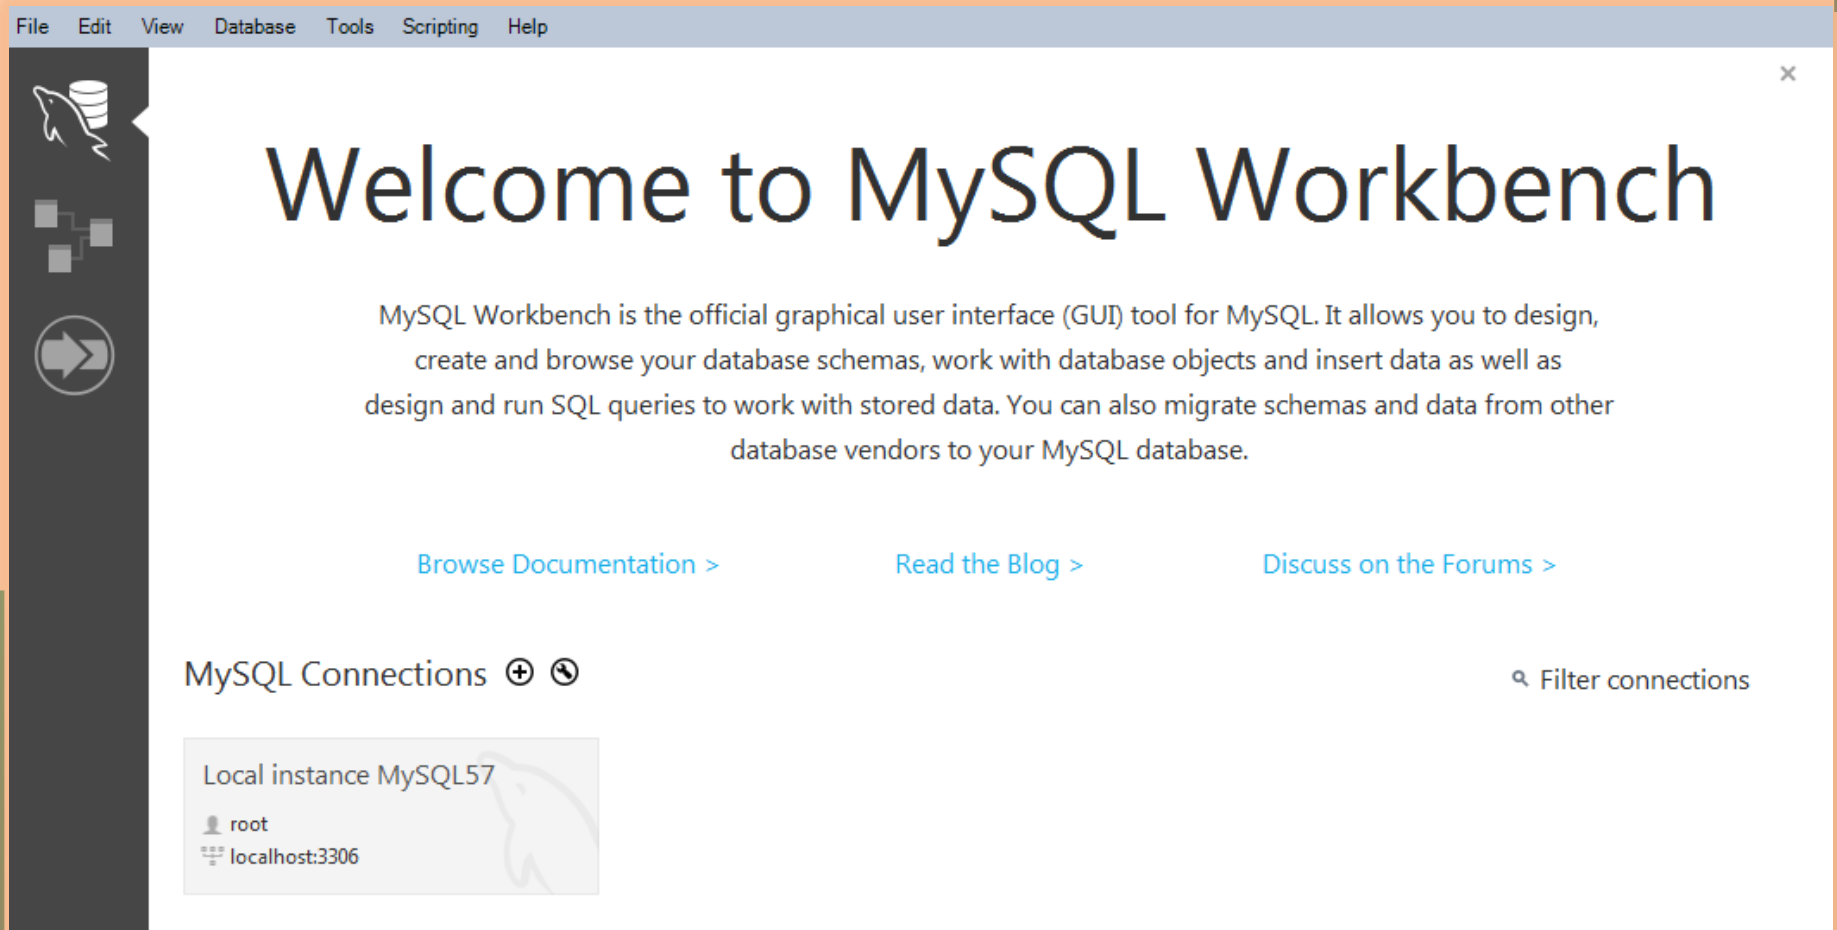 File Edit View Database Tools Scripting Help
Welcome to MySQL Workbench
MySQL Workbench is the official graphical user interface (GUI) tool for MySQL. It allows you to design,
create and browse your database schemas, work with database objects and insert data as well as
design and run SQL queries to work with stored data. You can also migrate schemas and data from other
database vendors to your MySQL database.
Browse Documentation > Read the Blog > Discuss on the Forums >
MySQL Connections Filter connections
Local instance MySQL57
root
localhost:3306